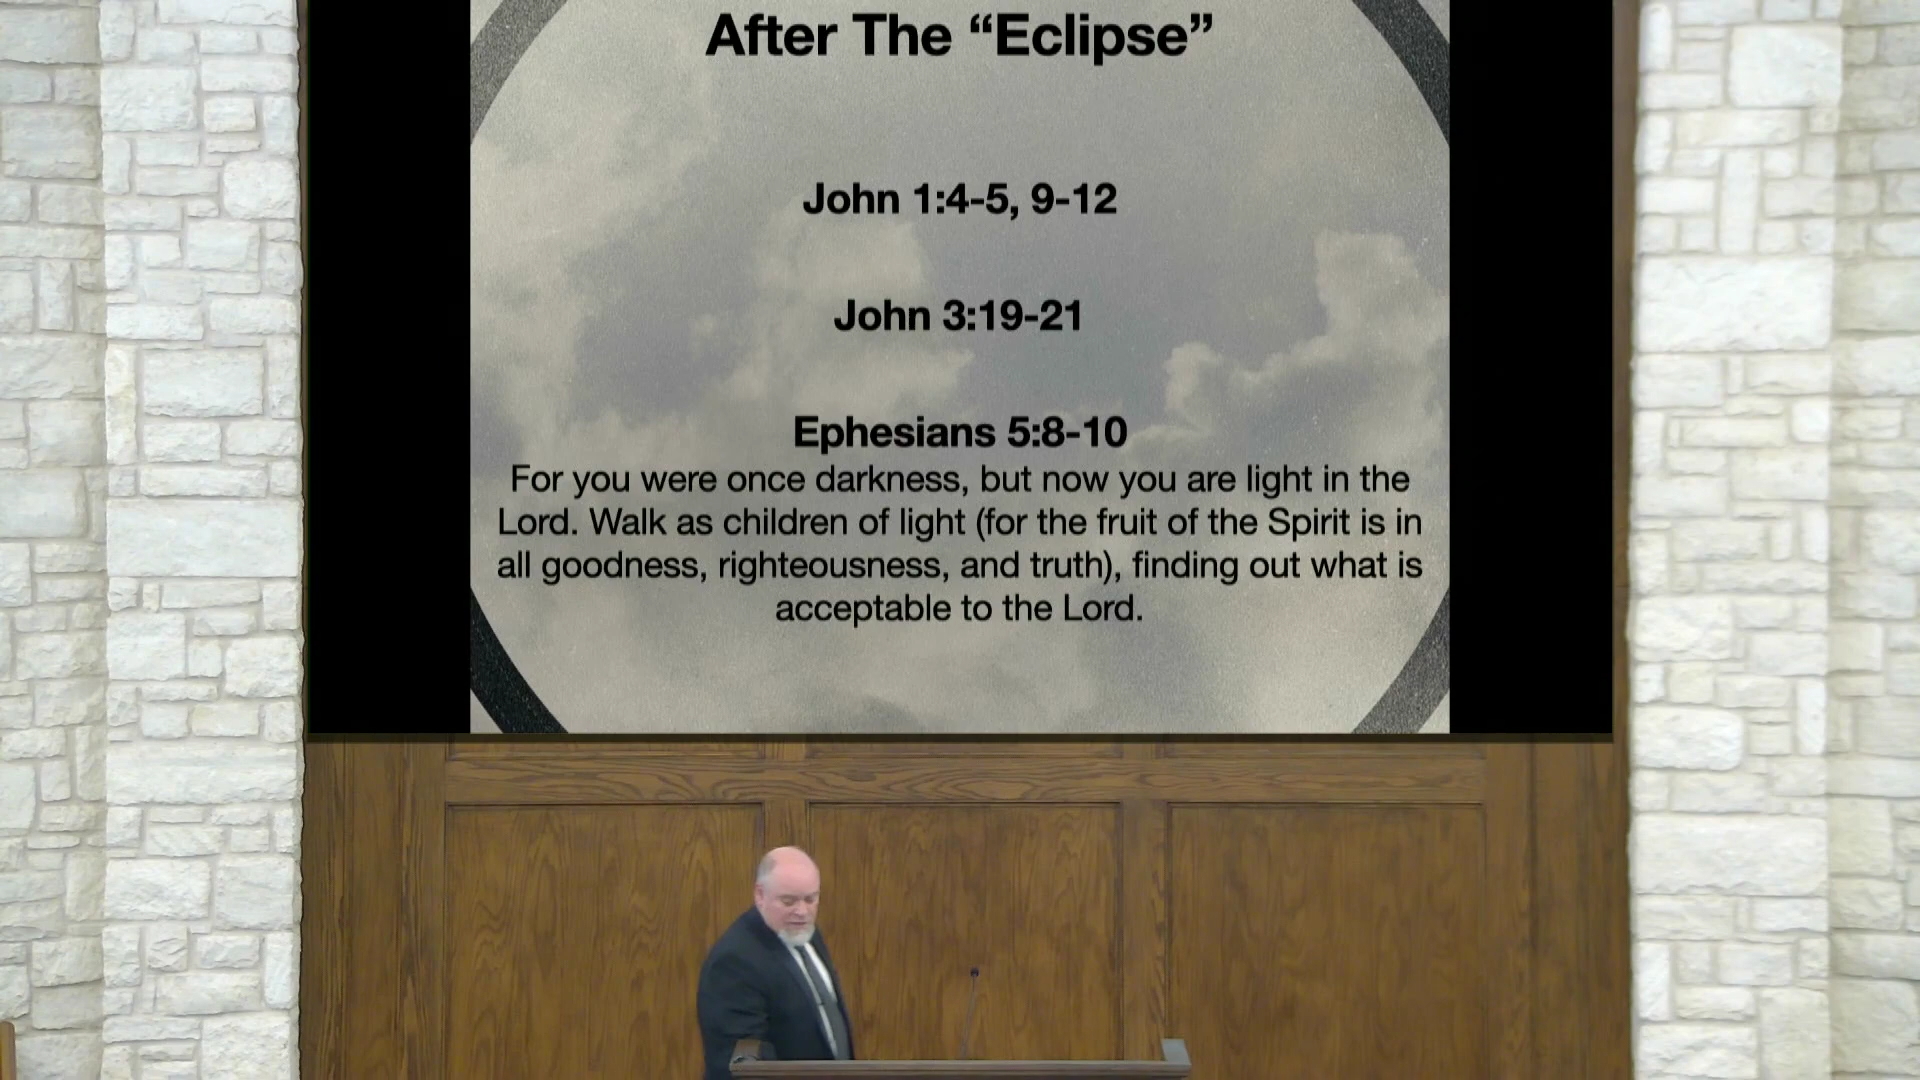 After The “Eclipse”
John 1:4-5, 9-12
John 3:19-21
Ephesians 5:8-10
For you were once darkness, but now you are light in the
Lord. Walk as children of light (for the fruit of the Spirit is in
all goodness, righteousness, and truth), finding out what is
acceptable to the Lord.